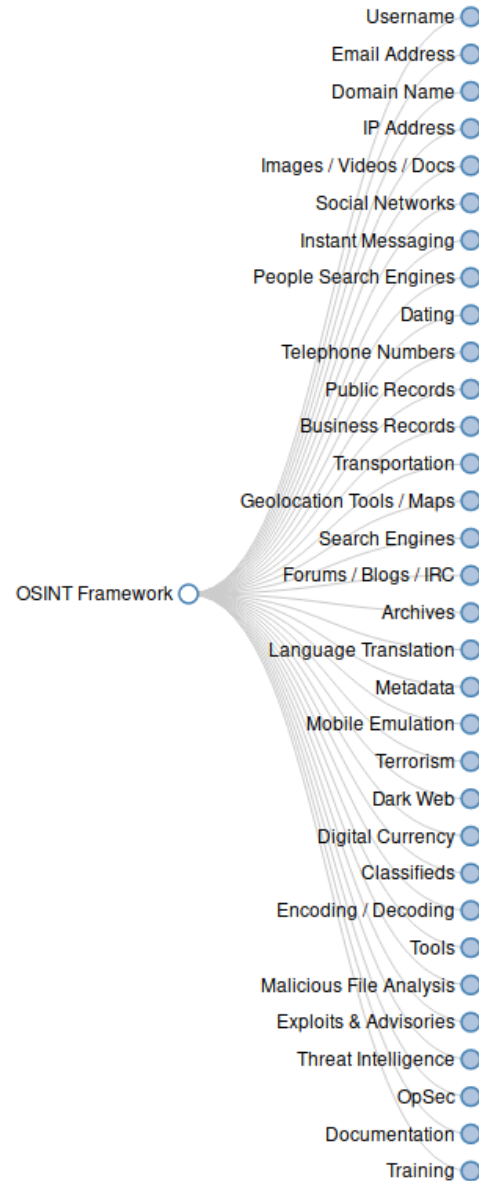 Username
Email Address
Domain Name
IP Address
Images / Videos / Docs
Social Networks
Instant Messaging
People Search Engines
Dating
Telephone Numbers
Public Records
Business Records
Transportation
Geolocation Tools / Maps
Search Engines
Forums / Blogs / IRC
OSINT Framework
Archives
Language Translation
Metadata
Mobile Emulation
Terrorism
Dark Web
Digital Currency
Classifieds
Encoding / Decoding
Tools
Malicious File Analysis
Exploits & Advisories
Threat Intelligence
OpSec
Documentation
Training